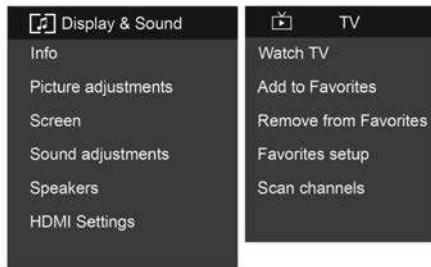 Display & Sound
Info
Picture adjustments
Screen
Sound adjustments
Speakers
HDMI Settings
TV
Watch TV
Add to Favorites
Remove from Favorites
Favorites setup
Scan channels